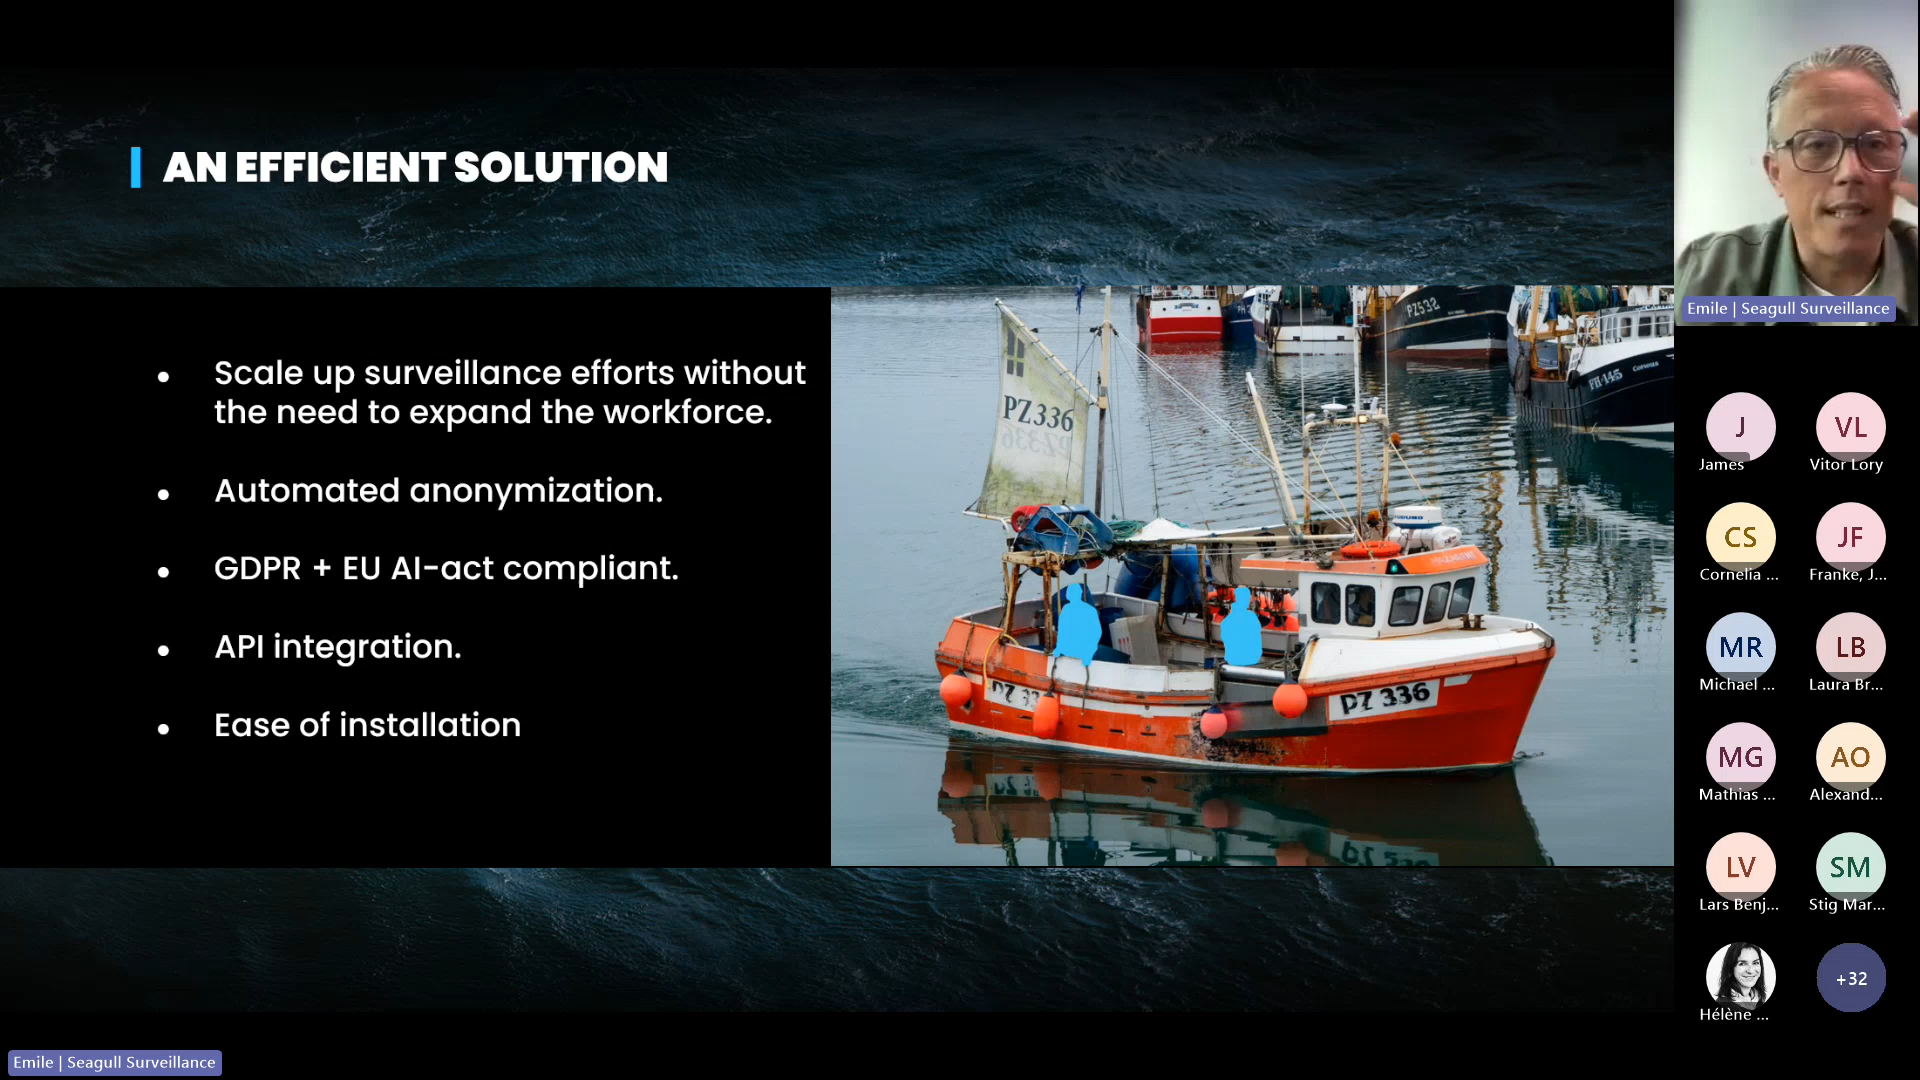 AN EFFICIENT SOLUTION
Scale up surveillance efforts without
the need to expand the workforce.
Automated anonymization.
GDPR + EU AI-act compliant.
API integration.
Ease of installation
PZ532
FH-145
PZ336
PZ 336
Emile | Seagull Surveillance
J
James
VL
Vitor Lory
CS
Cornelia ...
JF
Franke, J...
MR
Michael ...
LB
Laura Br...
MG
Mathias ...
AO
Alexand...
LV
Lars Benj...
SM
Stig Mar...
Hélène ...
+32
Emile | Seagull Surveillance